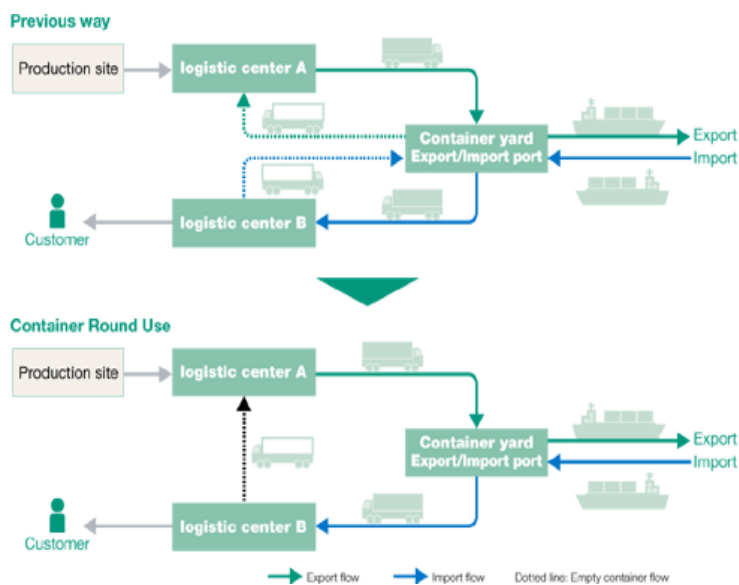 Previous way
Production site
logistic center A
Container yard
Export/Import port
Export
Import
logistic center B
Customer
Container Round Use
Production site
logistic center A
Container yard
Export/Import port
Export
Import
logistic center B
Customer
Export flow
Import flow
Dotted line: Empty container flow